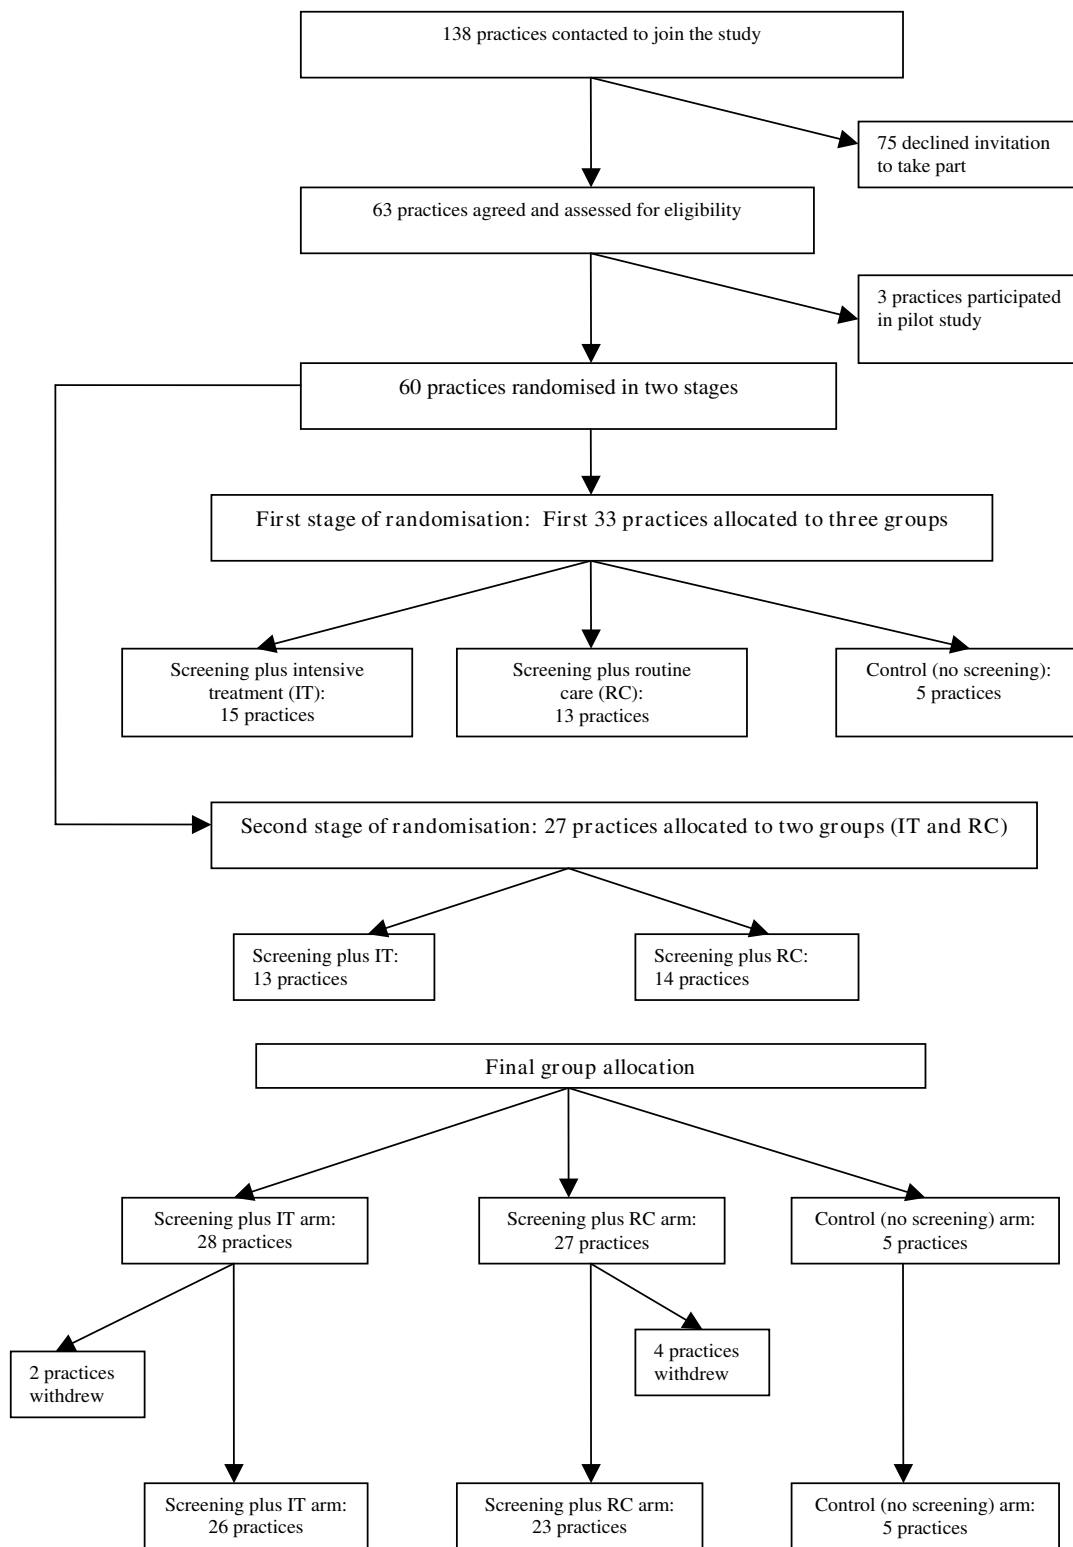 138 practices contacted to join the study
75 declined invitation
to take part
63 practices agreed and assessed for eligibility
3 practices participated
in pilot study
60 practices randomised in two stages
First stage of randomisation: First 33 practices allocated to three groups
Screening plus intensive
treatment (IT):
15 practices
Screening plus routine
care (RC):
13 practices
Control (no screening):
5 practices
Second stage of randomisation: 27 practices allocated to two groups (IT and RC)
Screening plus IT:
13 practices
Screening plus RC:
14 practices
Final group allocation
Screening plus IT arm:
28 practices
Screening plus RC arm:
27 practices
Control (no screening) arm:
5 practices
2 practices
withdrew
4 practices
withdrew
Screening plus IT arm:
26 practices
Screening plus RC arm:
23 practices
Control (no screening) arm:
5 practices